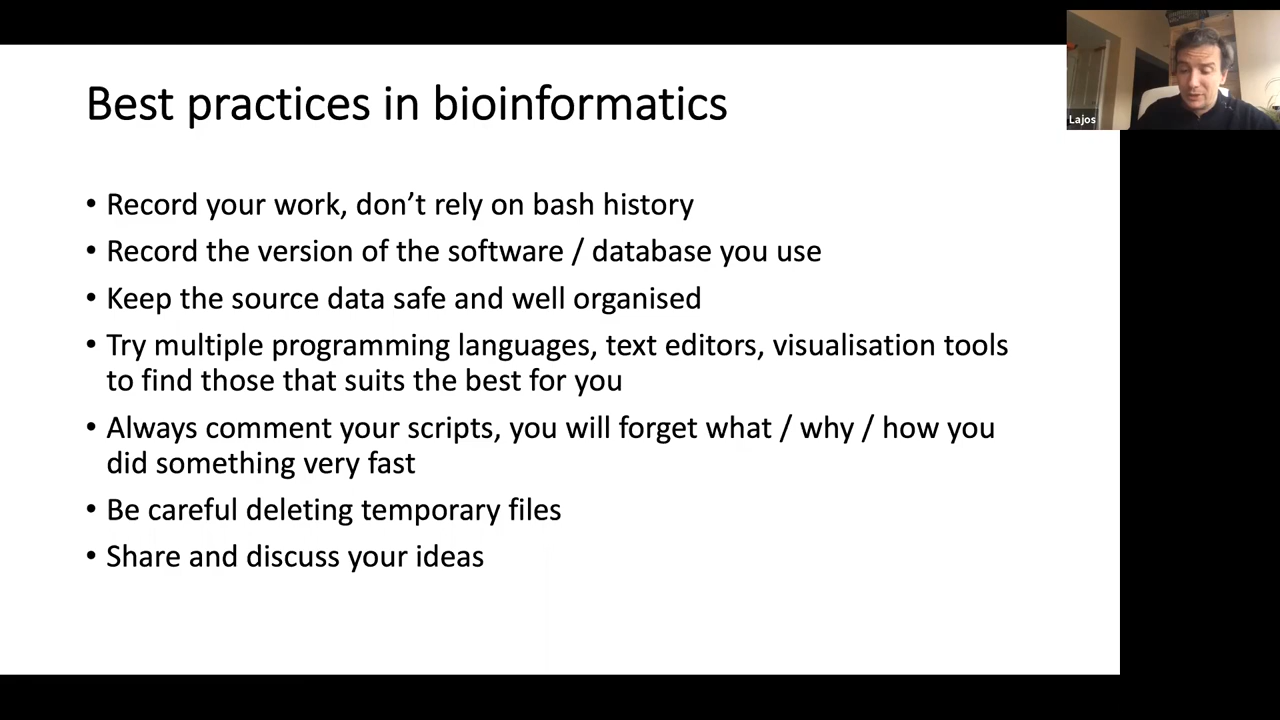 Best practices in bioinformatics
Lajos
• Record your work, don’t rely on bash history
• Record the version of the software / database you use
• Keep the source data safe and well organised
• Try multiple programming languages, text editors, visualisation tools
to find those that suits the best for you
• Always comment your scripts, you will forget what / why / how you
did something very fast
• Be careful deleting temporary files
• Share and discuss your ideas